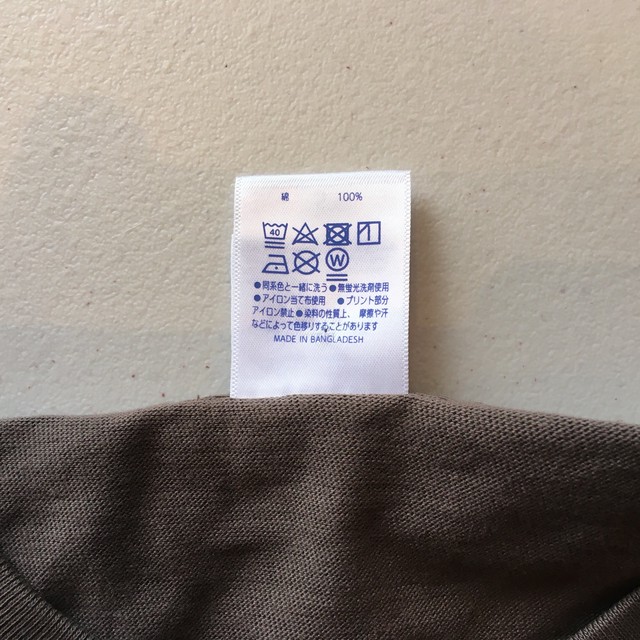 綿 100%
40
W
●同系色と一緒に洗う ●無蛍光洗剤使用
●アイロン当て布使用 ●プリント部分
アイロン禁止 ●染料の性質上、摩擦や汗
などによって色移りすることがあります
MADE IN BANGLADESH